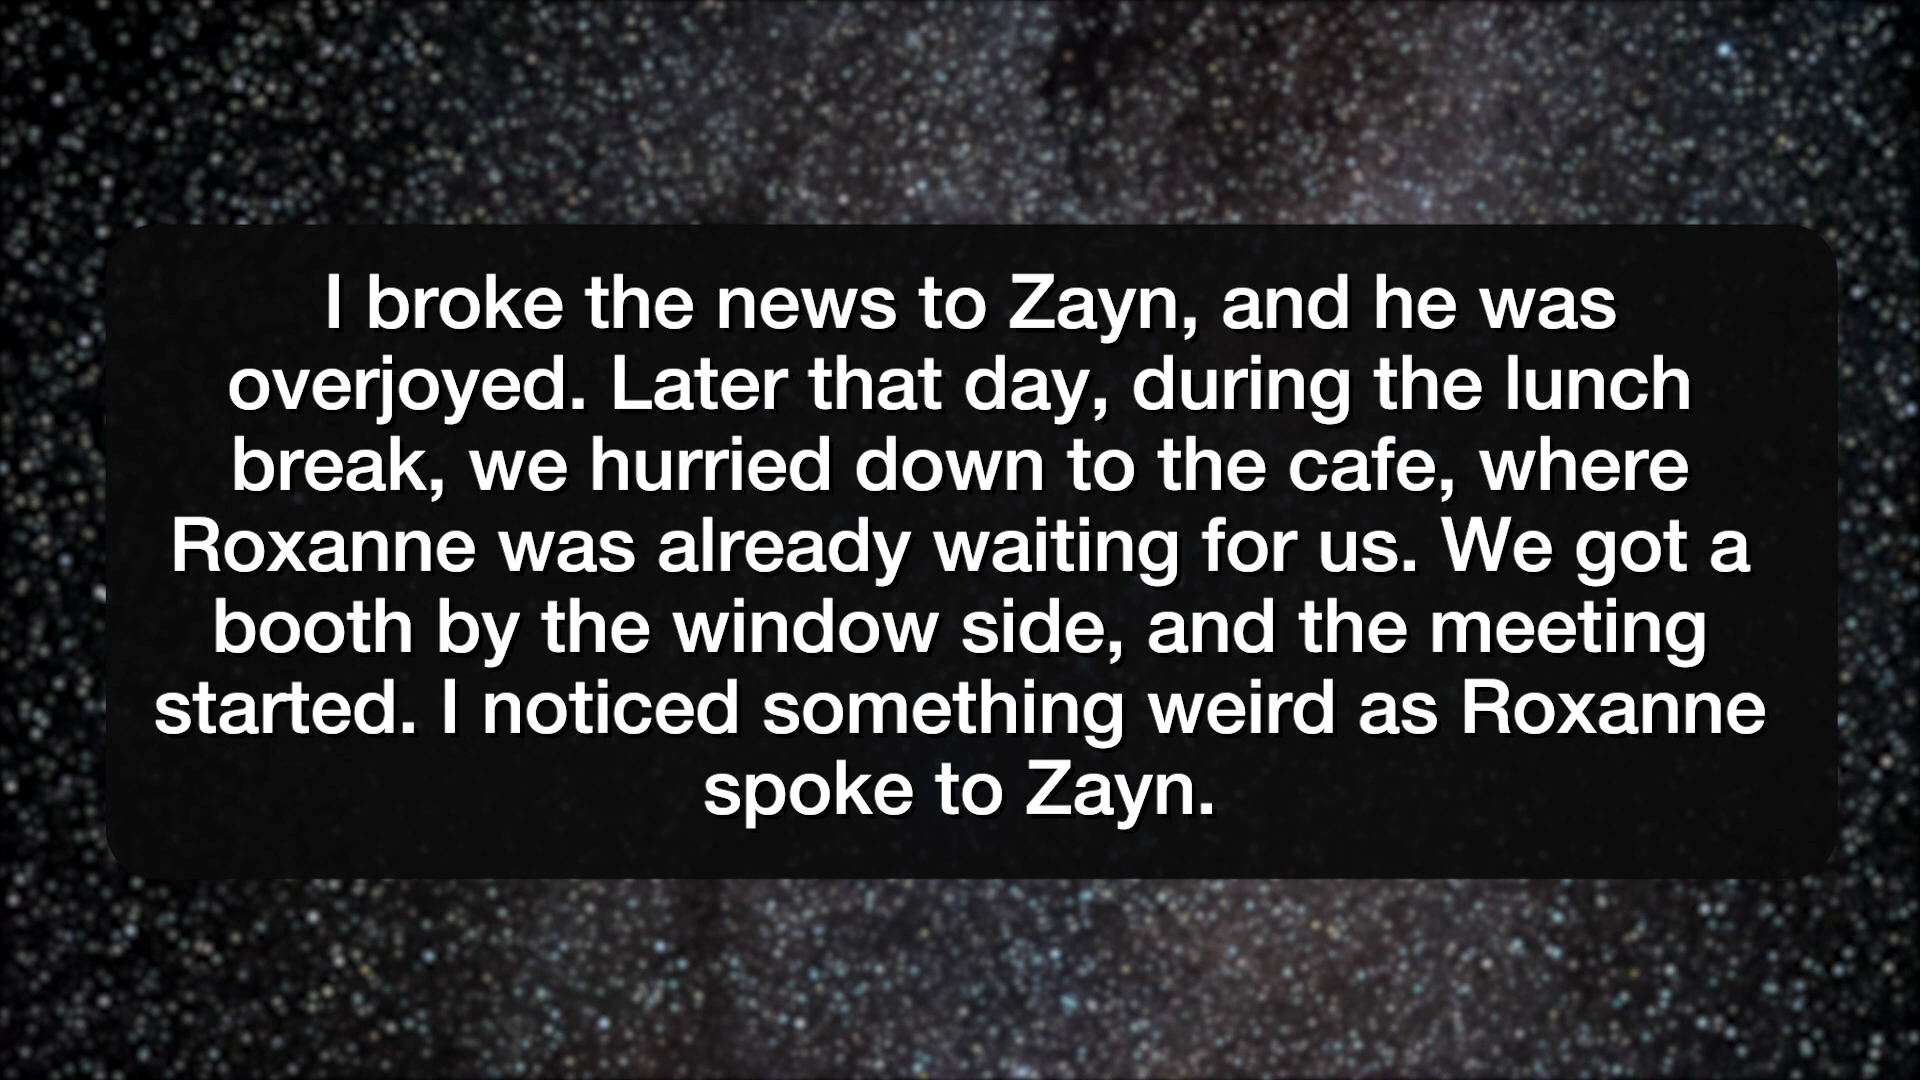 I broke the news to Zayn, and he was
overjoyed. Later that day, during the lunch
break, we hurried down to the cafe, where
Roxanne was already waiting for us. We got a
booth by the window side, and the meeting
started. I noticed something weird as Roxanne
spoke to Zayn.